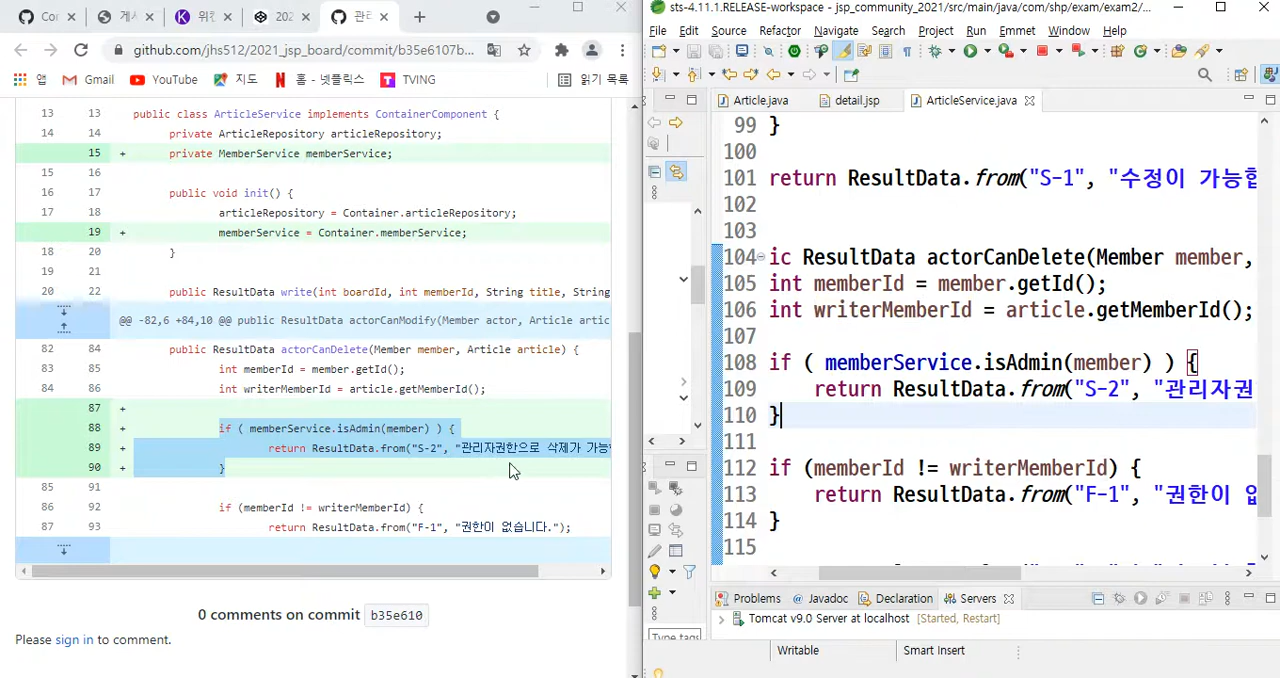 Co
게시
위킨
202
관리
github.com/jhs512/2021_jsp_board/commit/b35e6107b...
앱
Gmail
YouTube
지도
홈 - 넷플릭스
TVING
읽기 목록
13 13 public class ArticleService implements ContainerComponent {
14 14 private ArticleRepository articleRepository;
15 + private MemberService memberService;
15 16
16 17 public void init() {
17 18 articleRepository = Container.articleRepository;
19 + memberService = Container.memberService;
18 20 }
19 21
20 22 public ResultData write(int boardId, int memberId, String title, String
@@ -82,6 +84,10 @@ public ResultData actorCanModify(Member actor, Article artic
82 84 public ResultData actorCanDelete(Member member, Article article) {
83 85 int memberId = member.getId();
84 86 int writerMemberId = article.getMemberId();
87 +
88 + if ( memberService.isAdmin(member) ) {
89 + return ResultData.from("S-2", "관리자권한으로 삭제가 가능
90 + }
85 91
86 92 if (memberId != writerMemberId) {
87 93 return ResultData.from("F-1", "권한이 없습니다.");
0 comments on commit b35e610
Please sign in to comment.
sts-4.11.1.RELEASE-workspace - jsp_community_2021/src/main/java/com/shp/exam/exam2/...
File Edit Source Refactor Navigate Search Project Run Emmet Window Help
Article.java
detail.jsp
ArticleService.java
99 }
100
101 return ResultData.from("S-1", "수정이 가능합
102
103
104 ic ResultData actorCanDelete(Member member,
105 int memberId = member.getId();
106 int writerMemberId = article.getMemberId();
107
108 if ( memberService.isAdmin(member) ) {
109 return ResultData.from("S-2", "관리자권
110 }
111
112 if (memberId != writerMemberId) {
113 return ResultData.from("F-1", "권한이 없
114 }
115
Problems
Javadoc
Declaration
Servers
Tomcat v9.0 Server at localhost [Started, Restart]
Type tags
Writable
Smart Insert